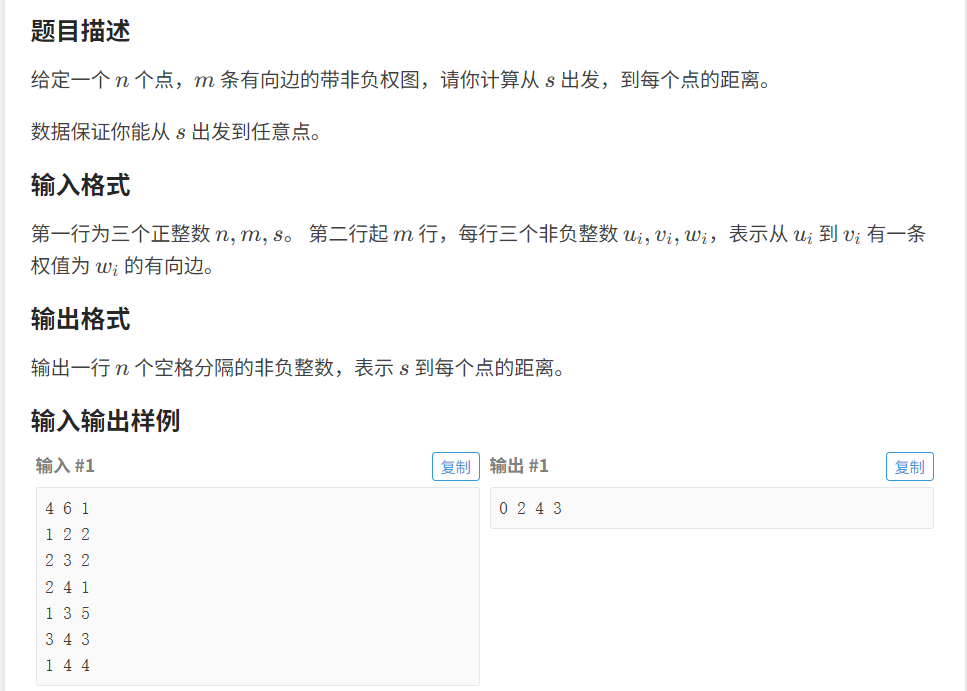 题目描述
给定一个 n 个点，m 条有向边的带非负权图，请你计算从 s 出发，到每个点的距离。
数据保证你能从 s 出发到任意点。
输入格式
第一行为三个正整数 n, m, s。 第二行起 m 行，每行三个非负整数 uᵢ, vᵢ, wᵢ，表示从 uᵢ 到 vᵢ 有一条
权值为 wᵢ 的有向边。
输出格式
输出一行 n 个空格分隔的非负整数，表示 s 到每个点的距离。
输入输出样例
输入 #1
复制
4 6 1
1 2 2
2 3 2
2 4 1
1 3 5
3 4 3
1 4 4
输出 #1
复制
0 2 4 3